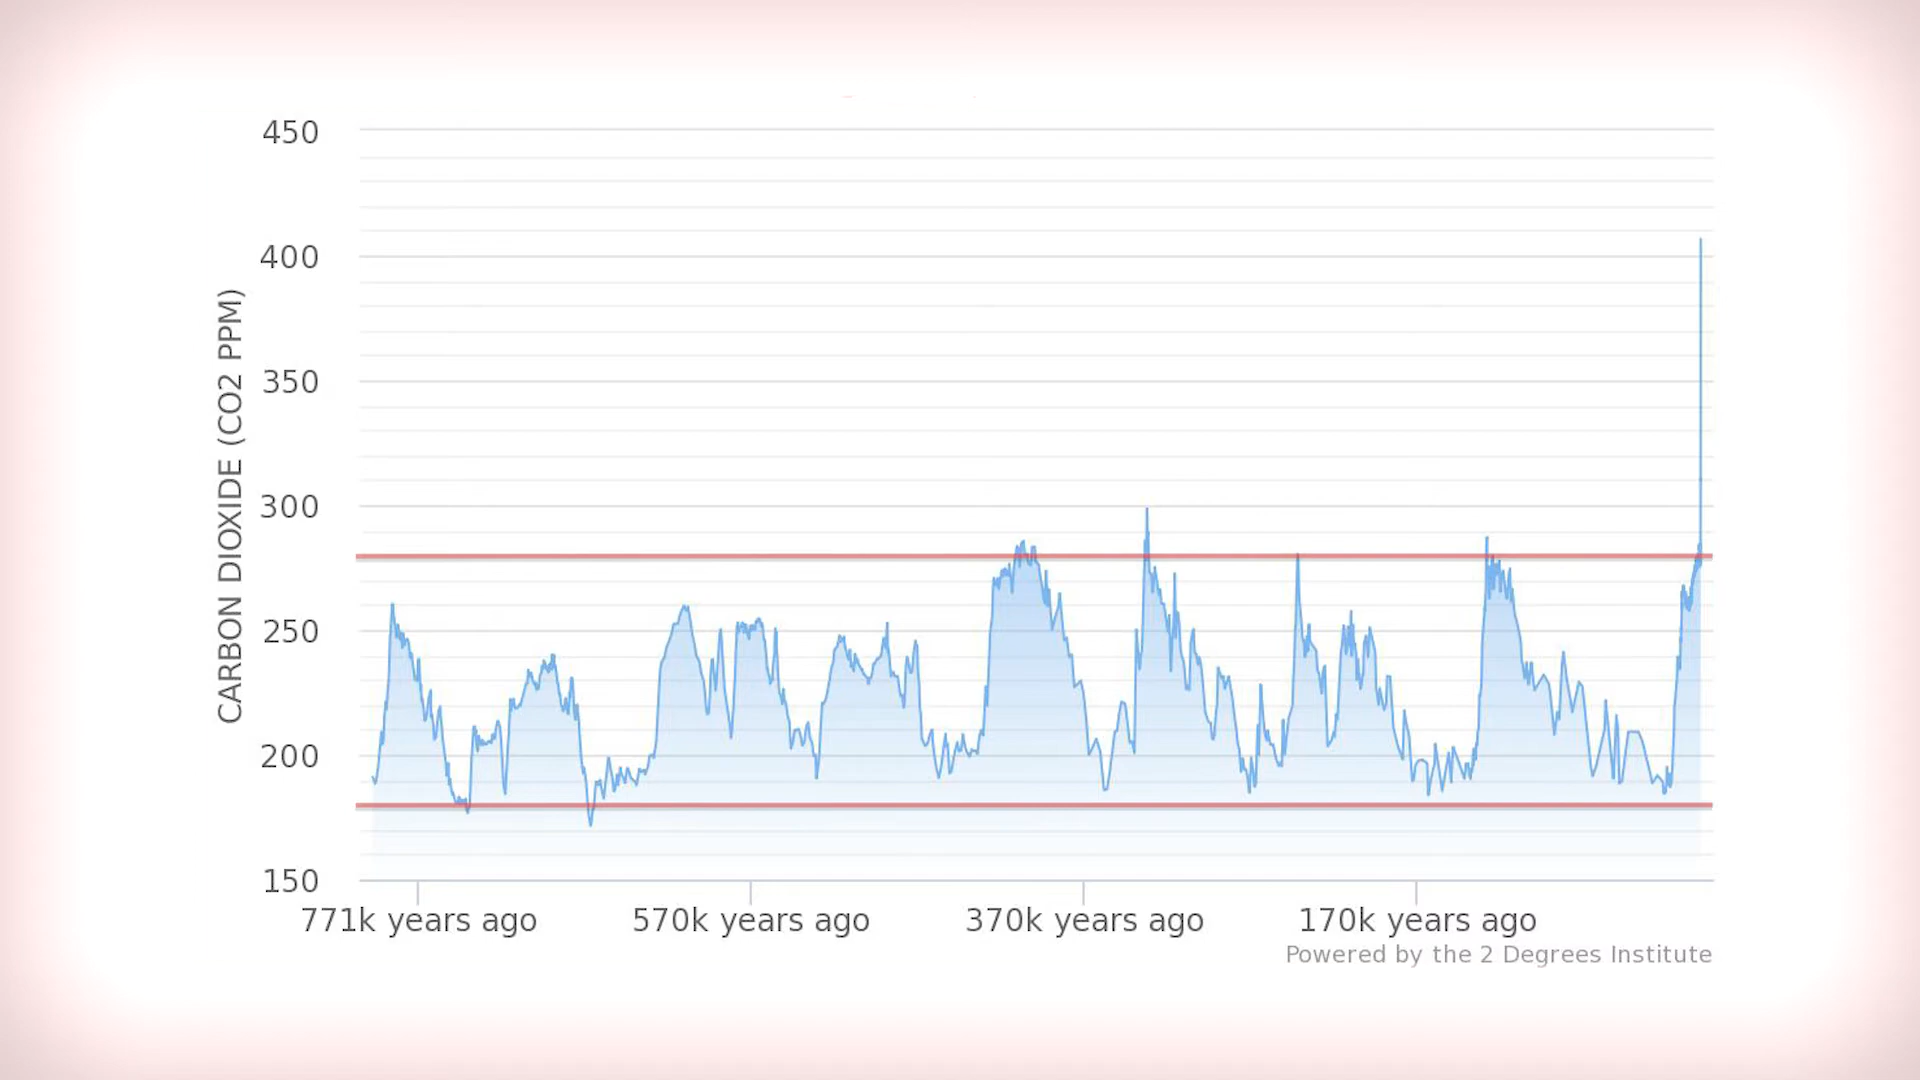 450
400
350
300
250
200
150
CARBON DIOXIDE (CO2 PPM)
771k years ago
570k years ago
370k years ago
170k years ago
Powered by the 2 Degrees Institute